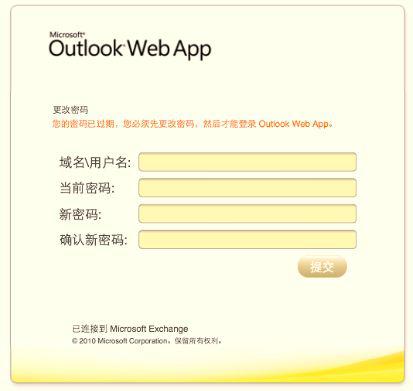 Microsoft®
Outlook® Web App
更改密码
您的密码已过期，您必须先更改密码，然后才能登录 Outlook Web App。
域名\用户名:
当前密码:
新密码:
确认新密码:
提交
已连接到 Microsoft Exchange
© 2010 Microsoft Corporation。保留所有权利。